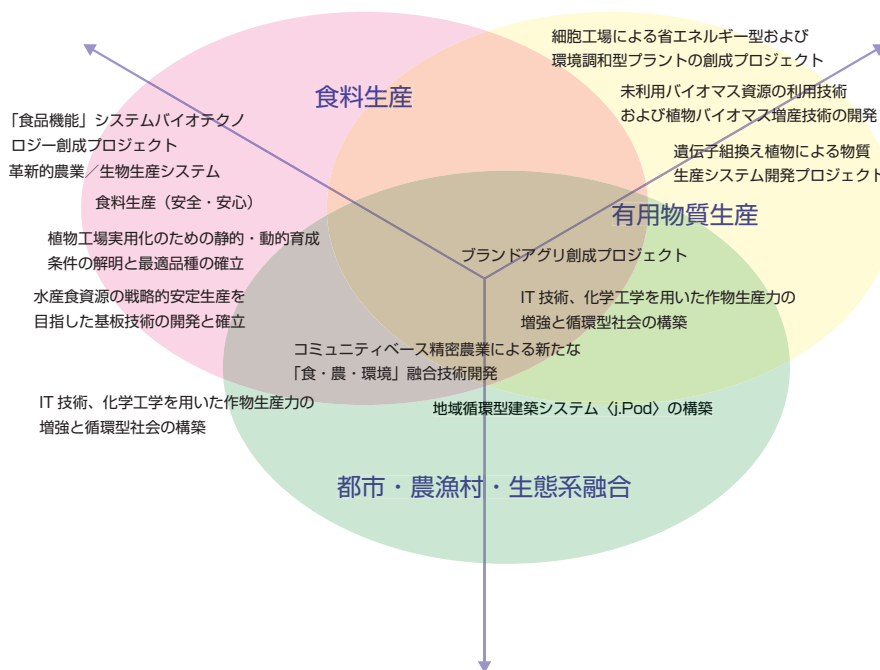 細胞工場による省エネルギー型および
環境調和型プラントの創成プロジェクト
食料生産
未利用バイオマス資源の利用技術
および植物バイオマス増産技術の開発
「食品機能」システムバイオテクノ
ロジー創成プロジェクト
革新的農業／生物生産システム
遺伝子組換え植物による物質
生産システム開発プロジェクト
食料生産（安全・安心）
有用物質生産
植物工場実用化のための静的・動的育成
条件の解明と最適品種の確立
ブランドアグリ創成プロジェクト
水産食資源の戦略的安定生産を
目指した基板技術の開発と確立
IT 技術、化学工学を用いた作物生産力の
増強と循環型社会の構築
コミュニティベース精密農業による新たな
「食・農・環境」融合技術開発
IT 技術、化学工学を用いた作物生産力の
増強と循環型社会の構築
地域循環型建築システム〈j.Pod〉の構築
都市・農漁村・生態系融合